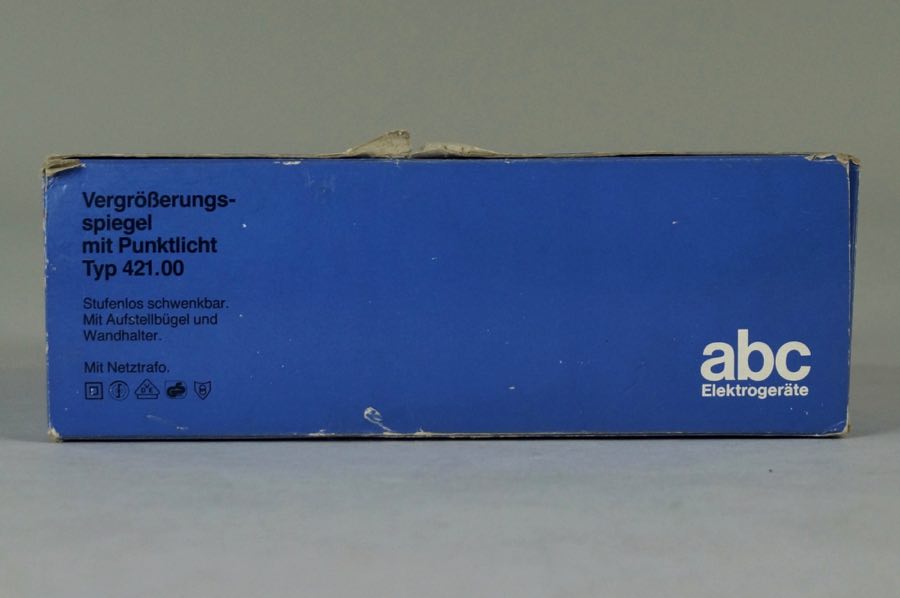 Vergrößerungs-
spiegel
mit Punktlicht
Typ 421.00
Stufenlos schwenkbar.
Mit Aufstellbügel und
Wandhalter.
Mit Netztrafo.
abc
Elektrogeräte